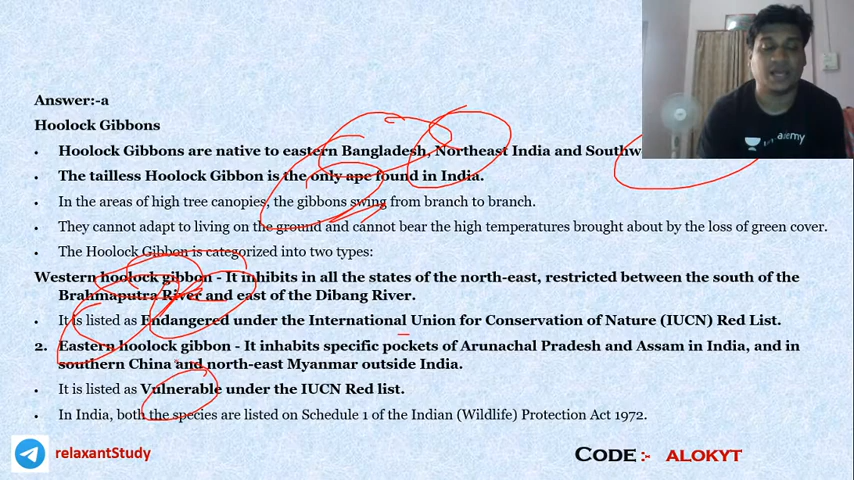 Answer:-a
Hoolock Gibbons
• Hoolock Gibbons are native to eastern Bangladesh, Northeast India and Southw
• The tailless Hoolock Gibbon is the only ape found in India.
• In the areas of high tree canopies, the gibbons swing from branch to branch.
• They cannot adapt to living on the ground and cannot bear the high temperatures brought about by the loss of green cover.
• The Hoolock Gibbon is categorized into two types:
Western hoolock gibbon - It inhibits in all the states of the north-east, restricted between the south of the
Brahmaputra River and east of the Dibang River.
• It is listed as Endangered under the International Union for Conservation of Nature (IUCN) Red List.
2. Eastern hoolock gibbon - It inhabits specific pockets of Arunachal Pradesh and Assam in India, and in
southern China and north-east Myanmar outside India.
• It is listed as Vulnerable under the IUCN Red list.
• In India, both the species are listed on Schedule 1 of the Indian (Wildlife) Protection Act 1972.
relaxantStudy
CODE :- ALOKYT